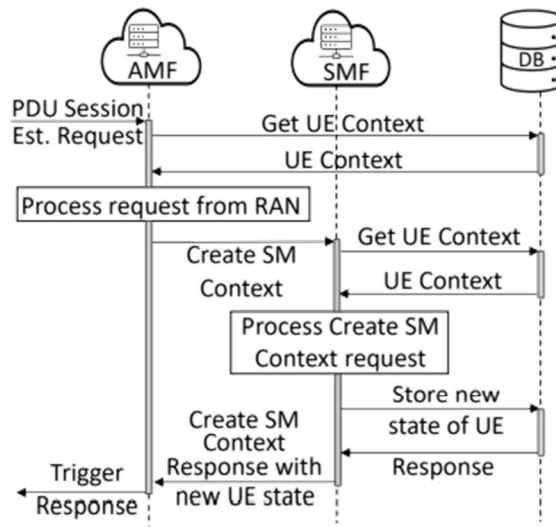 AMF
SMF
DB
PDU Session
Est. Request
Get UE Context
UE Context
Process request from RAN
Create SM
Context
Get UE Context
UE Context
Process Create SM
Context request
Store new
state of UE
Response
Create SM
Context
Response with
new UE state
Trigger
Response